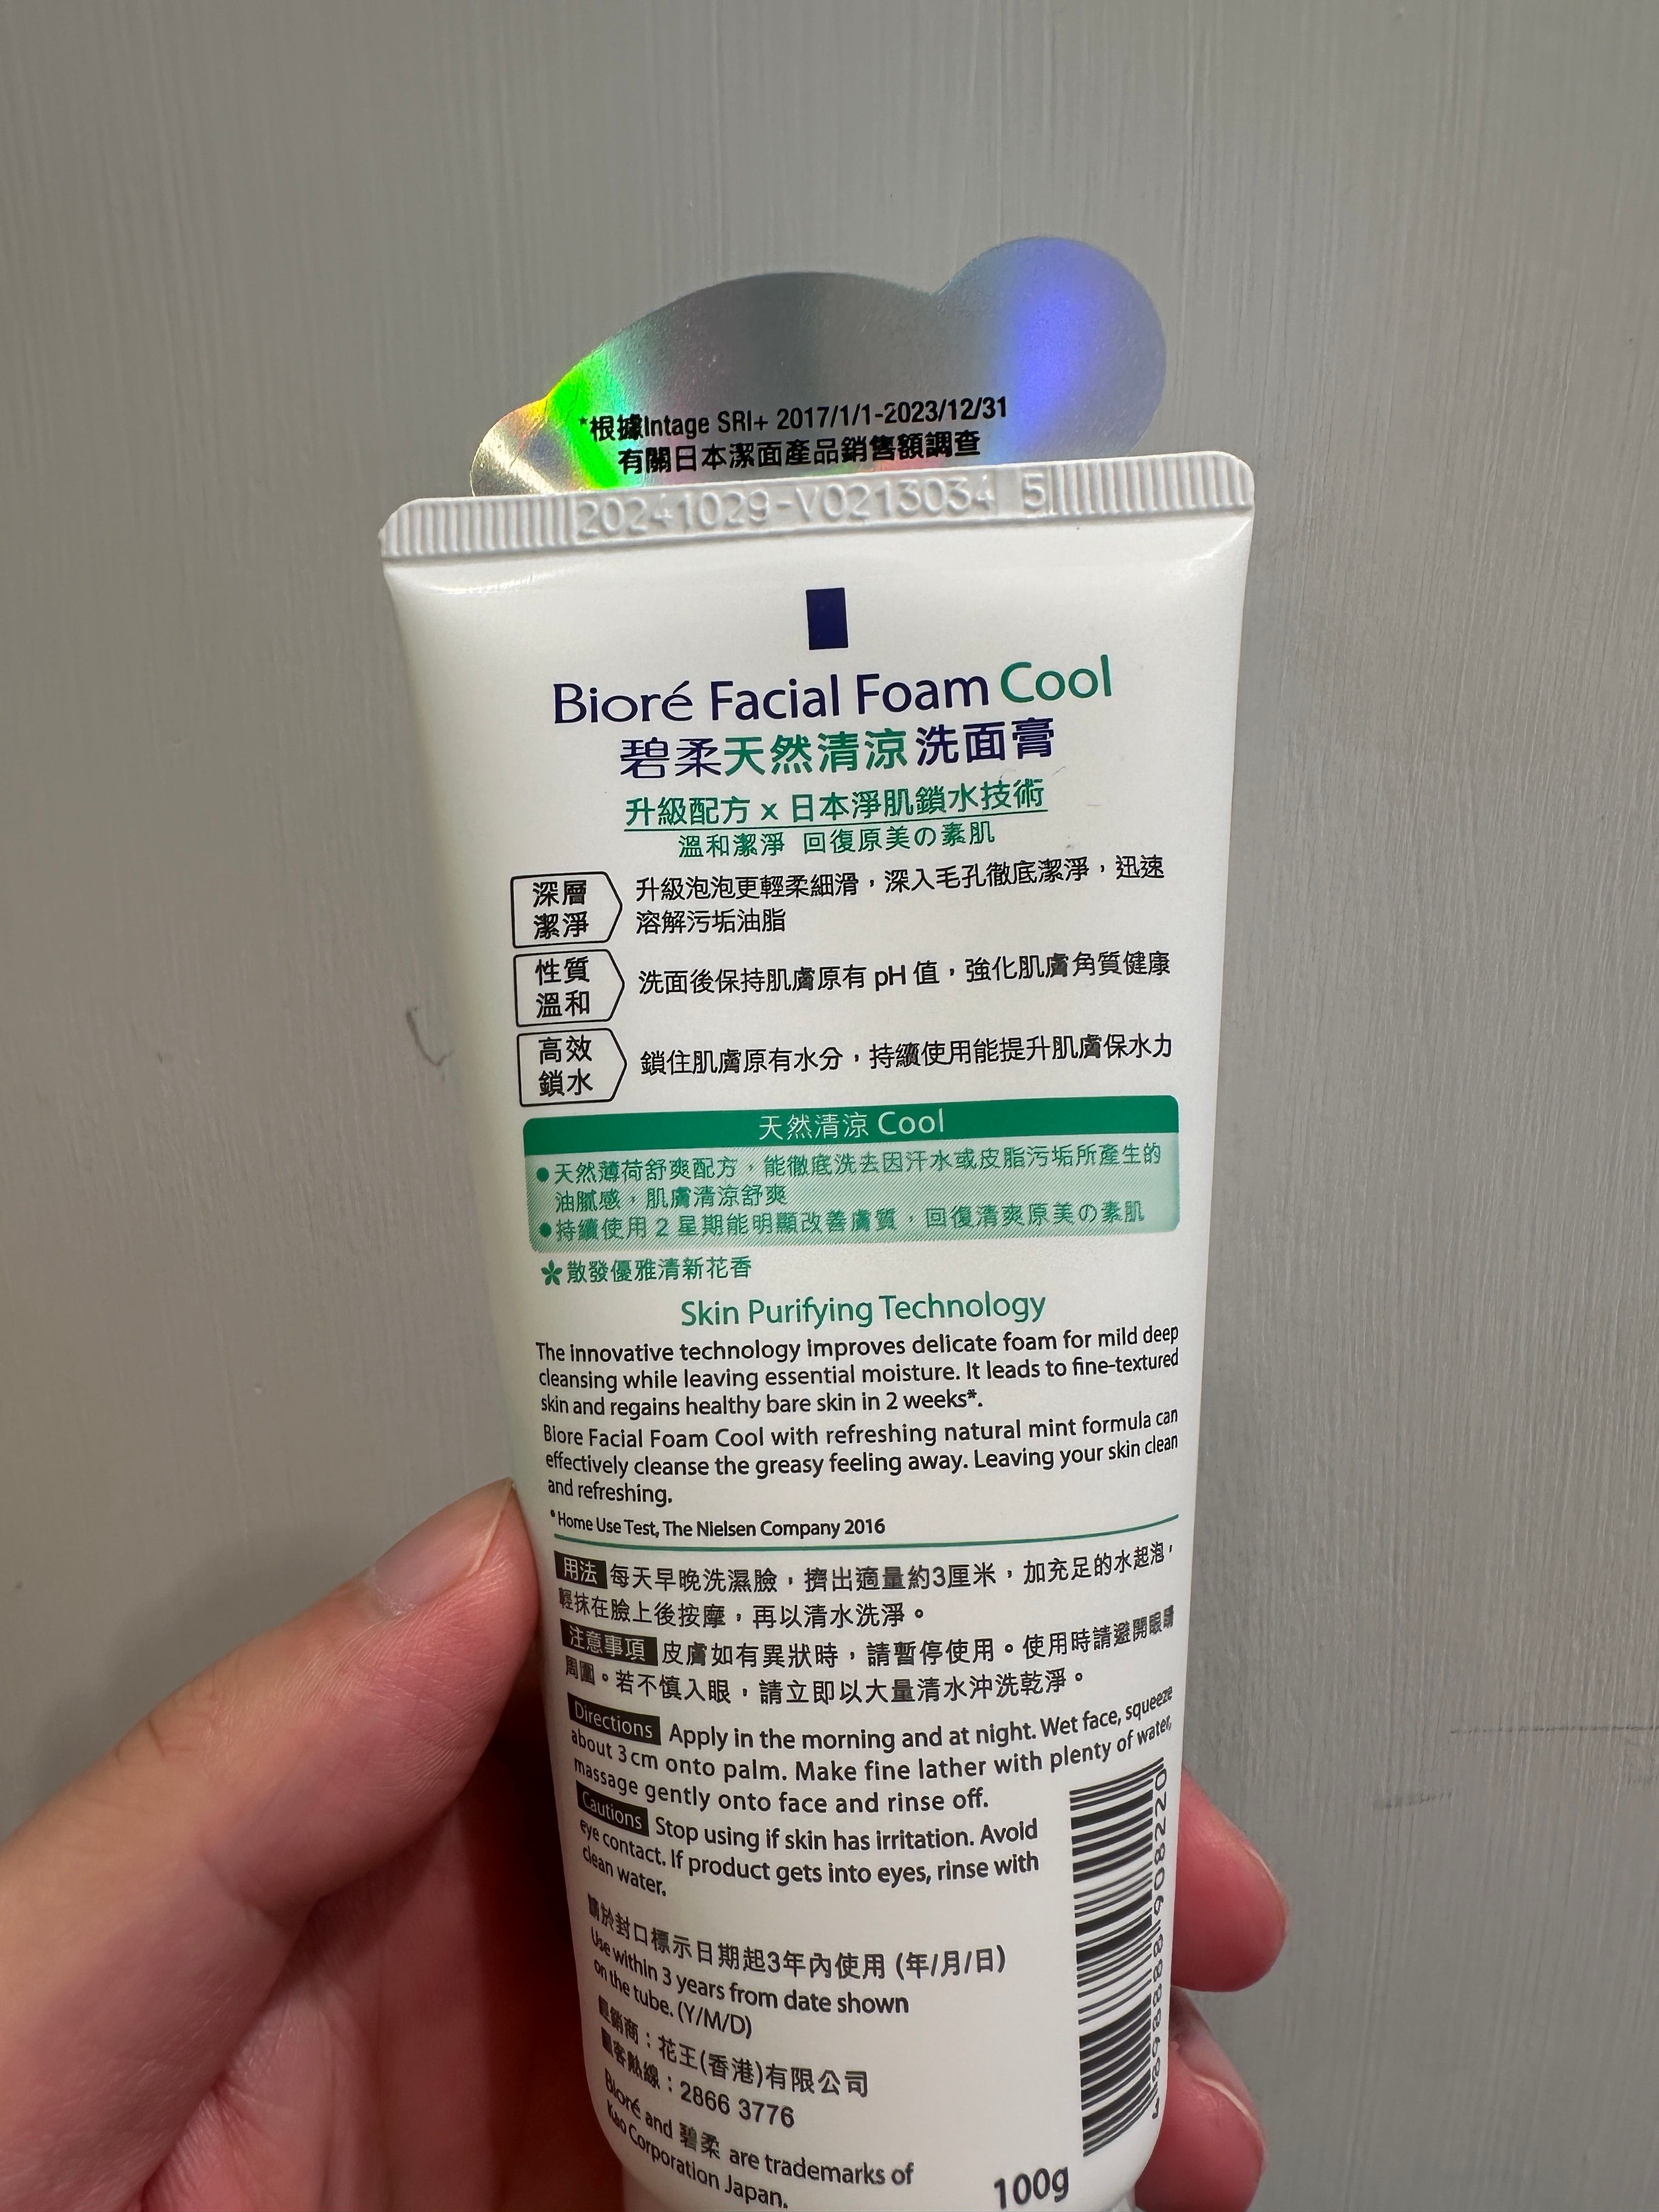 *根據Intage SRI+ 2017/1/1-2023/12/31
有關日本潔面產品銷售額調查
20241029-V0213034 5
Bioré Facial Foam Cool
碧柔天然清涼洗面膏
升級配方 x 日本淨肌鎖水技術
溫和潔淨 回復原美の素肌
深層
潔淨
升級泡泡更輕柔細滑，深入毛孔徹底潔淨，迅速
溶解污垢油脂
性質
溫和
洗面後保持肌膚原有 pH 值，強化肌膚角質健康
高效
鎖水
鎖住肌膚原有水分，持續使用能提升肌膚保水力
天然清涼 Cool
●天然薄荷舒爽配方，能徹底洗去因汗水或皮脂污垢所產生的
油膩感，肌膚清涼舒爽
●持續使用 2 星期能明顯改善膚質，回復清爽原美の素肌
散發優雅清新花香
Skin Purifying Technology
The innovative technology improves delicate foam for mild deep
cleansing while leaving essential moisture. It leads to fine-textured
skin and regains healthy bare skin in 2 weeks*.
Biore Facial Foam Cool with refreshing natural mint formula can
effectively cleanse the greasy feeling away. Leaving your skin clean
and refreshing.
*Home Use Test, The Nielsen Company 2016
用法 每天早晚洗濕臉，擠出適量約3厘米，加充足的水起泡，
輕抹在臉上後按摩，再以清水洗淨。
注意事項 皮膚如有異狀時，請暫停使用。使用時請避開眼睛
周圍。若不慎入眼，請立即以大量清水沖洗乾淨。
Directions Apply in the morning and at night. Wet face, squeeze
about 3 cm onto palm. Make fine lather with plenty of water,
massage gently onto face and rinse off.
Cautions Stop using if skin has irritation. Avoid
eye contact. If product gets into eyes, rinse with
clean water.
請於封口標示日期起3年內使用 (年/月/日)
Use within 3 years from date shown
on the tube. (Y/M/D)
經銷商：花王(香港)有限公司
顧客熱線：2866 3776
Bioré and 碧柔 are trademarks of
Kao Corporation Japan.
100g
4 898888 908220